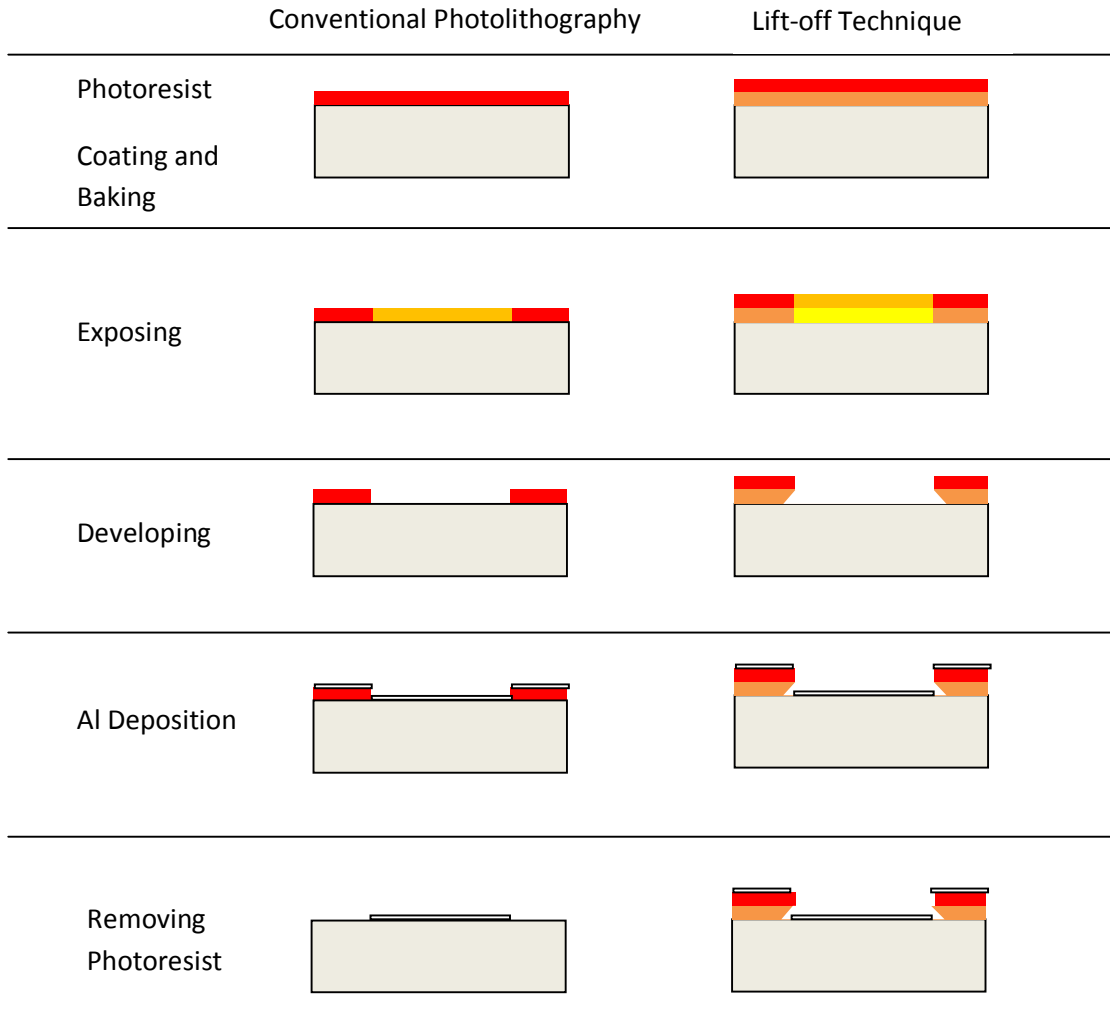 Conventional Photolithography
Lift-off Technique
Photoresist
Coating and
Baking
Exposing
Developing
Al Deposition
Removing
Photoresist